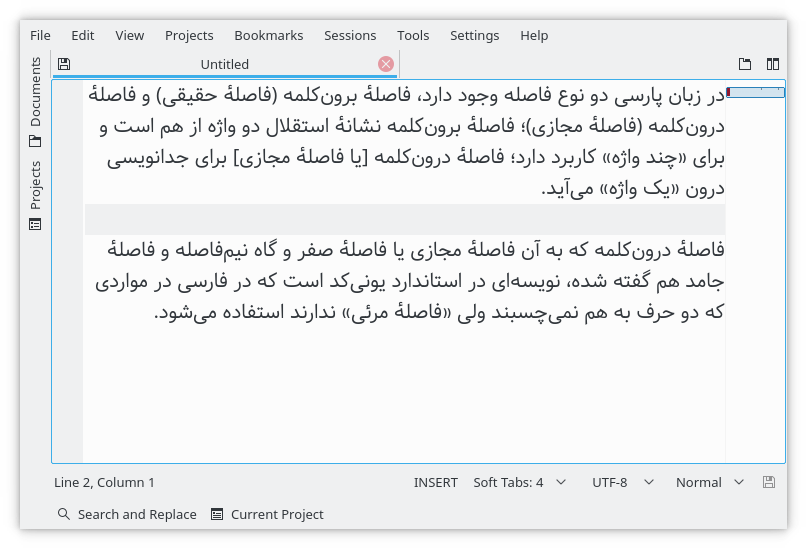 File Edit View Projects Bookmarks Sessions Tools Settings Help
Untitled
Documents
Projects
در زبان پارسی دو نوع فاصله وجود دارد، فاصلهٔ برون‌کلمه (فاصلهٔ حقیقی) و فاصلهٔ
درون‌کلمه (فاصلهٔ مجازی)؛ فاصلهٔ برون‌کلمه نشانهٔ استقلال دو واژه از هم است و
برای «چند واژه» کاربرد دارد؛ فاصلهٔ درون‌کلمه [یا فاصلهٔ مجازی] برای جدانویسی
درون «یک واژه» می‌آید.
فاصلهٔ درون‌کلمه که به آن فاصلهٔ مجازی یا فاصلهٔ صفر و گاه نیم‌فاصله و فاصلهٔ
جامد هم گفته شده، نویسه‌ای در استاندارد یونی‌کد است که در فارسی در مواردی
که دو حرف به هم نمی‌چسبند ولی «فاصلهٔ مرئی» ندارند استفاده می‌شود.
Line 2, Column 1 INSERT Soft Tabs: 4 UTF-8 Normal
Search and Replace Current Project